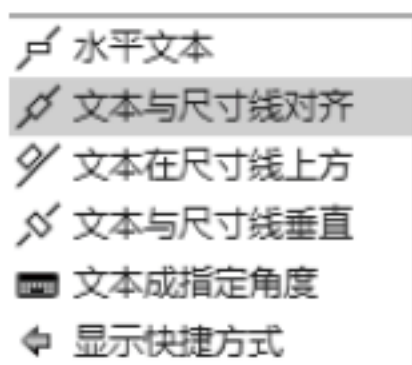 水平文本
文本与尺寸线对齐
文本在尺寸线上方
文本与尺寸线垂直
文本成指定角度
显示快捷方式